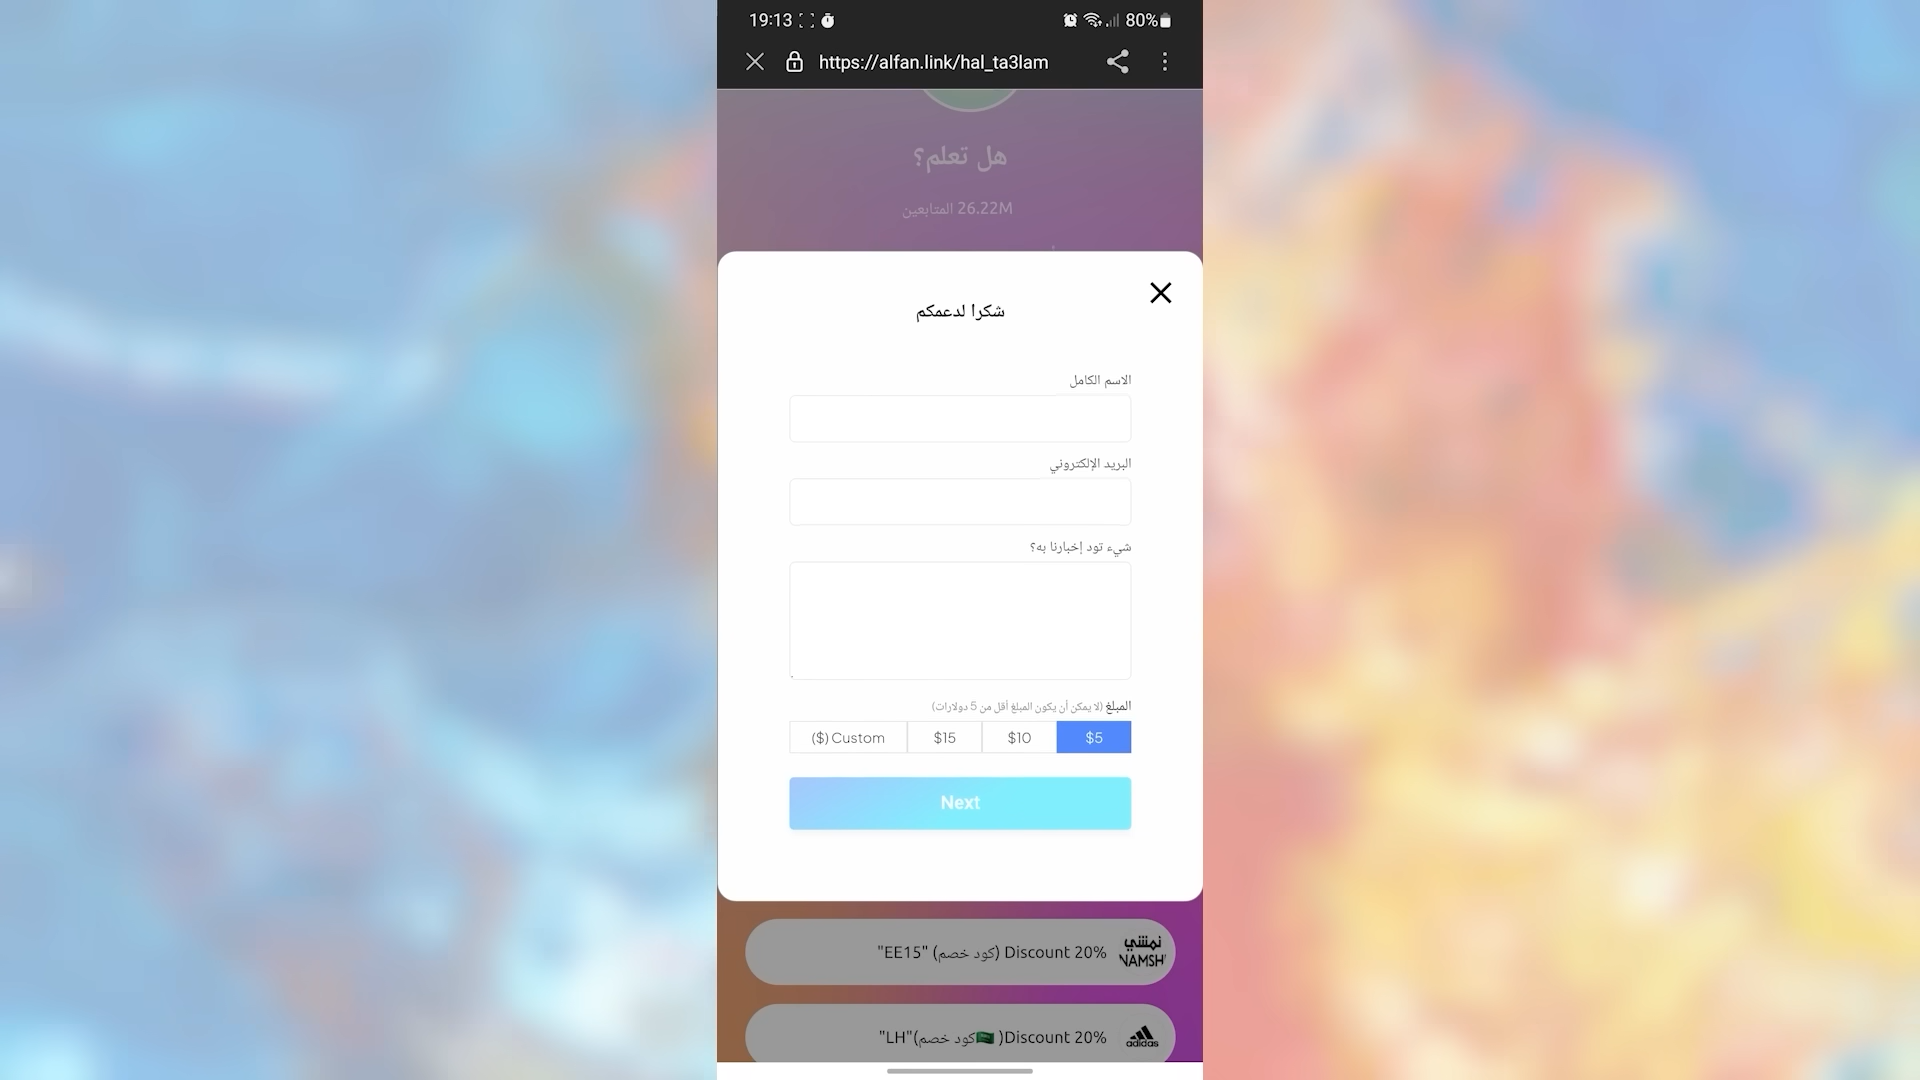 19:13
80%
https://alfan.link/hal_ta3lam
هل تعلم؟
26.22M المتابعين
شكرا لدعمكم
الاسم الكامل
البريد الإلكتروني
شيء تود إخبارنا به؟
المبلغ (لا يمكن أن يكون المبلغ أقل من 5 دولارات)
$5
$10
$15
Custom ($)
Next
Discount 20% (كود خصم) "EE15"
نمشي
NAMSH
Discount 20%( 🇸🇦كود خصم)"LH"
adidas